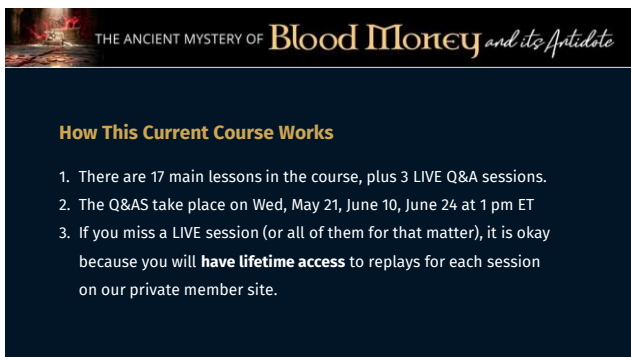 THE ANCIENT MYSTERY OF Blood Money and its Antidote
How This Current Course Works
1. There are 17 main lessons in the course, plus 3 LIVE Q&A sessions.
2. The Q&AS take place on Wed, May 21, June 10, June 24 at 1 pm ET
3. If you miss a LIVE session (or all of them for that matter), it is okay
because you will have lifetime access to replays for each session
on our private member site.